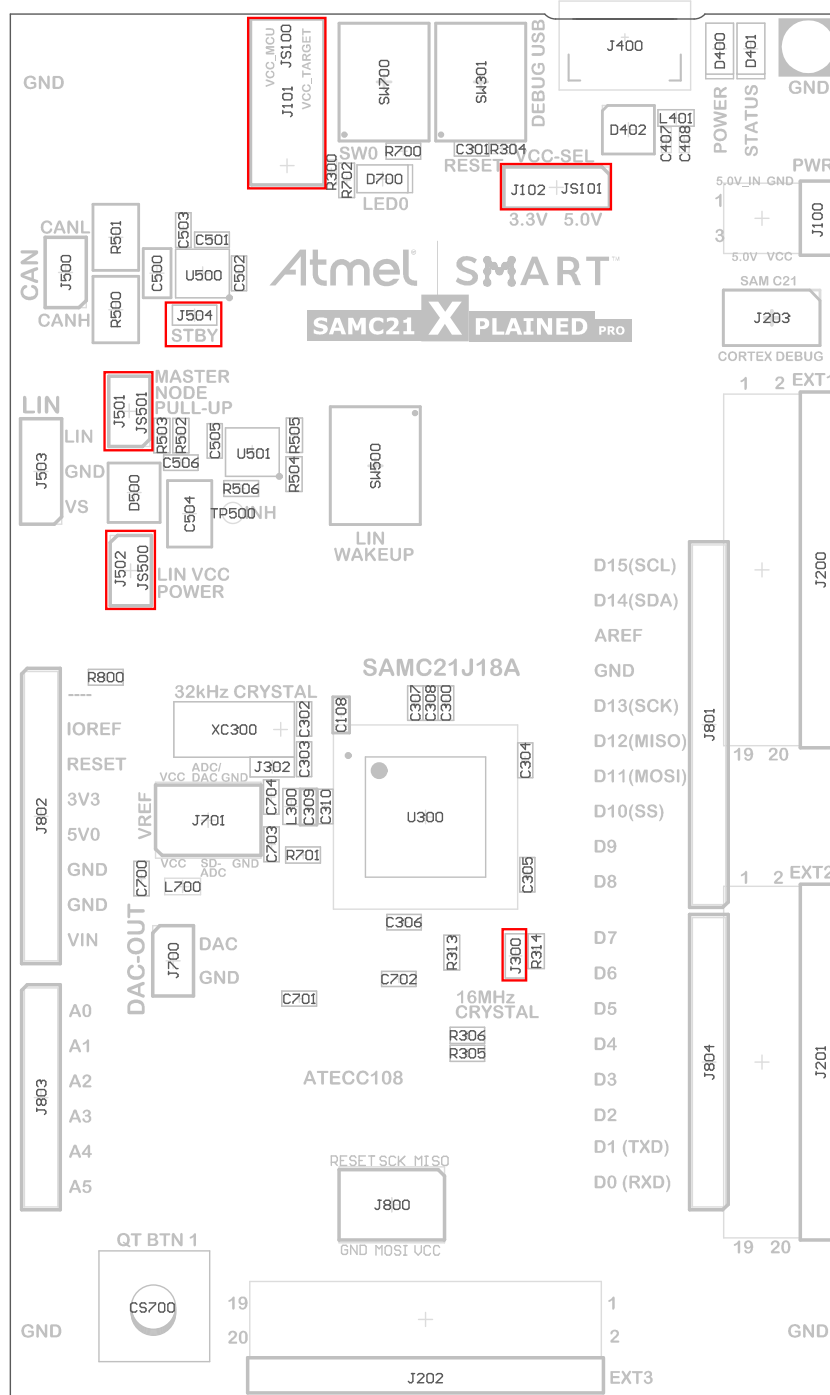 VCC_MCU
JS100
J101
VCC_TARGET
GND
SW700
SW301
DEBUG USB
J400
D400
D401
GND
D402
L401
C407
C408
POWER
STATUS
R700
C301
R304
SW0
RESET
VCC-SEL
R300
R702
D700
LED0
J102
JS101
3.3V 5.0V
PWR
5.0V_IN GND
1
3
J100
5.0V VCC
CANL
R501
C503
C501
CAN
J500
C500
U500
C502
CANH
R500
J504
STBY
Atmel SMART™
SAMC21 XPLAINED PRO
SAM C21
J203
CORTEX DEBUG
MASTER
NODE
PULL-UP
J501
JS501
LIN
LIN
GND
VS
J503
R503
R502
C506
C505
U501
R505
R504
R506
D500
C504
TP500
INH
SW500
LIN
WAKEUP
J502
JS500
LIN VCC
POWER
1 2 EXT1
J200
19 20
D15(SCL)
D14(SDA)
AREF
GND
D13(SCK)
D12(MISO)
D11(MOSI)
D10(SS)
D9
D8
J801
SAMC21J18A
R800
----
IOREF
RESET
3V3
5V0
GND
GND
VIN
J802
32kHz CRYSTAL
XC300
C302
C303
C108
C307
C308
C300
C304
J302
ADC/
VCC DAC GND
VREF
J701
C704
L300
C309
C310
U300
C703
R701
VCC SD- GND
ADC
C700
L700
C305
1 2 EXT2
J201
19 20
C306
DAC-OUT
J700
DAC
GND
R313
J300
R314
C702
C701
16MHz
CRYSTAL
R306
R305
D7
D6
D5
D4
D3
D2
D1 (TXD)
D0 (RXD)
J804
A0
A1
A2
A3
A4
A5
J803
ATECC108
RESET SCK MISO
J800
GND MOSI VCC
QT BTN 1
CS700
19
20
1
2
GND
GND
J202
EXT3